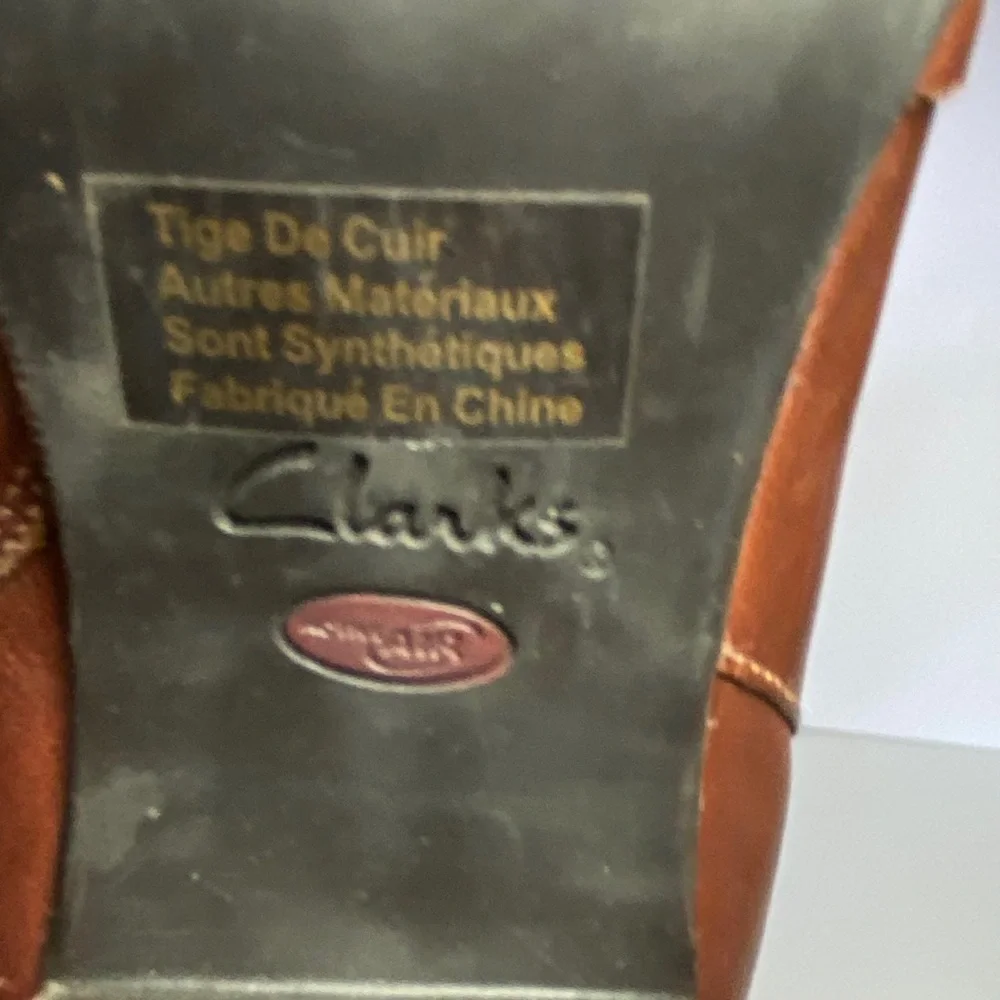 Tige De Cuir
Autres Matériaux
Sont Synthétiques
Fabriqué En Chine
Clarks